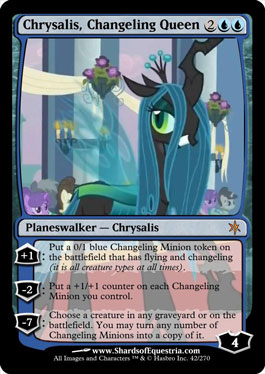 Chrysalis, Changeling Queen 2
Planeswalker — Chrysalis
+1: Put a 0/1 blue Changeling Minion token on
the battlefield that has flying and changeling
(it is all creature types at all times).
-2: Put a +1/+1 counter on each Changeling
Minion you control.
-7: Choose a creature in any graveyard or on the
battlefield. You may turn any number of
Changeling Minions into a copy of it.
4
www.ShardsofEquestria.com
All Images and Characters ™ & © Hasbro Inc. 42/270